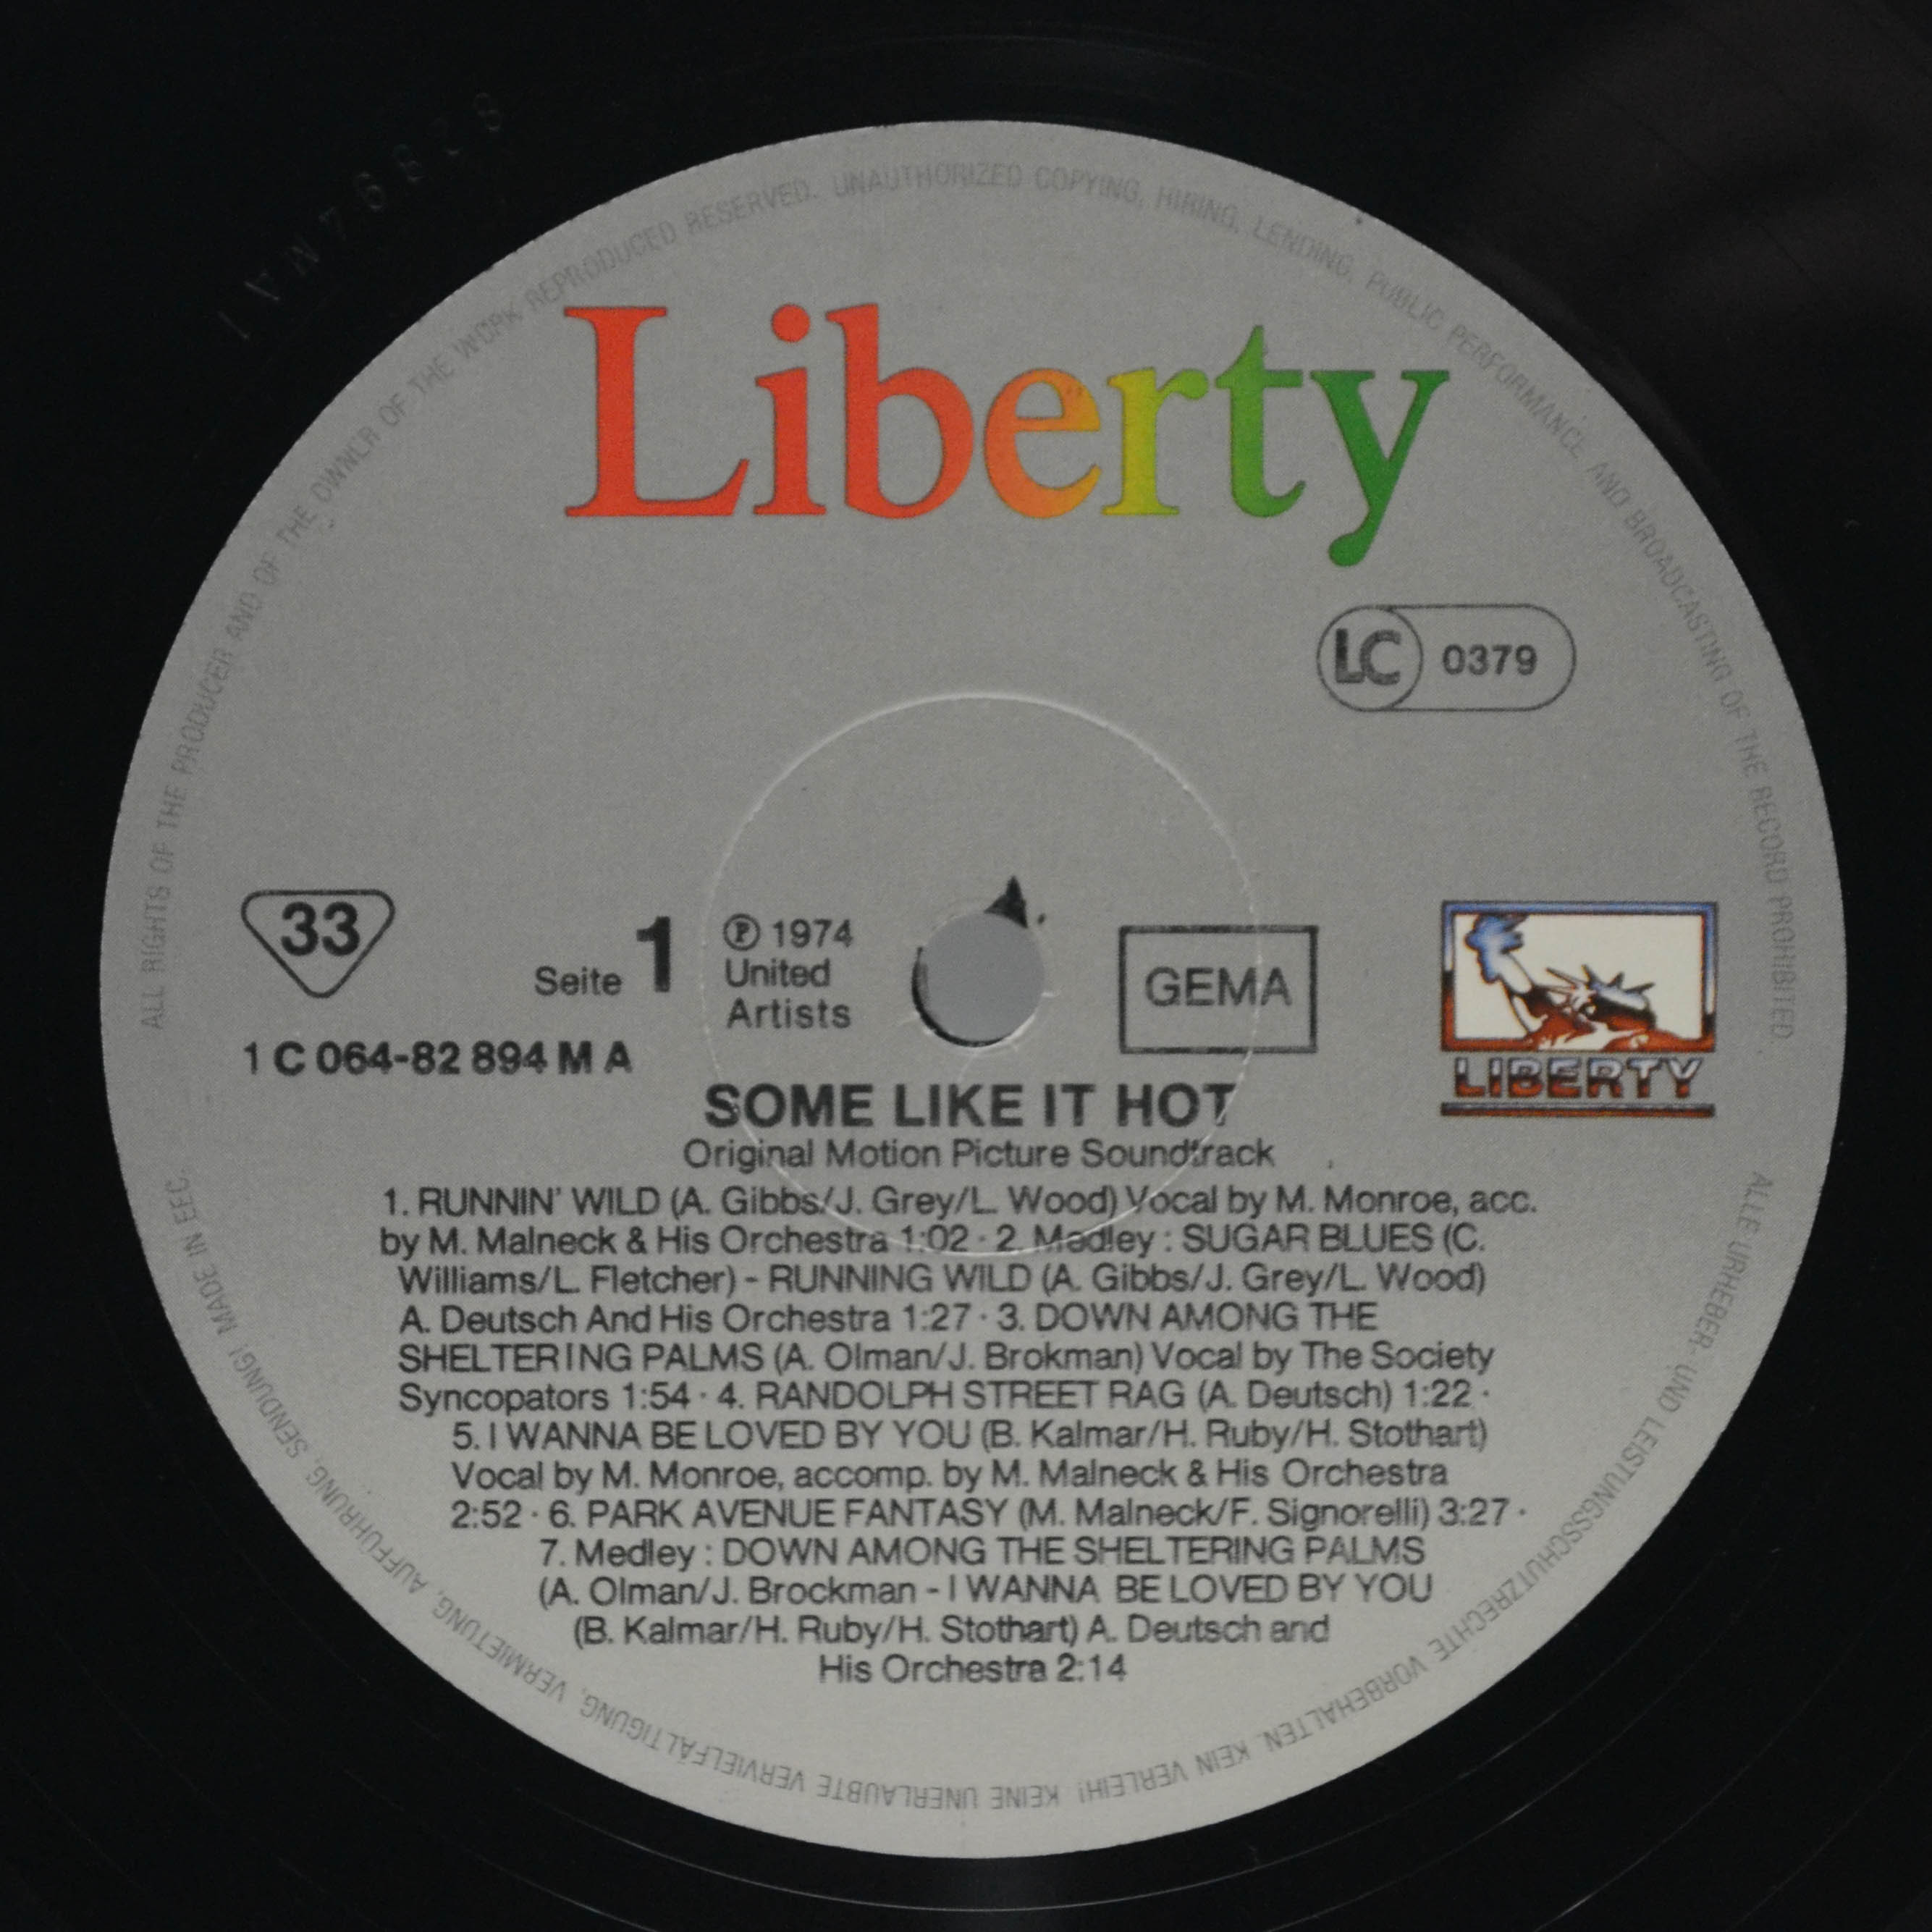 ALL RIGHTS OF THE PRODUCER AND OF THE OWNER OF THE WORK REPRODUCED RESERVED. UNAUTHORIZED COPYING, HIRING, LENDING, PUBLIC PERFORMANCE AND BROADCASTING OF THE RECORD PROHIBITED.
Liberty
LC 0379
33
Seite 1
℗ 1974
United
Artists
GEMA
LIBERTY
1 C 064-82 894 M A
SOME LIKE IT HOT
Original Motion Picture Soundtrack
1. RUNNIN' WILD (A. Gibbs/J. Grey/L. Wood) Vocal by M. Monroe, acc.
by M. Malneck & His Orchestra 1:02 · 2. Medley : SUGAR BLUES (C.
Williams/L. Fletcher) - RUNNING WILD (A. Gibbs/J. Grey/L. Wood)
A. Deutsch And His Orchestra 1:27 · 3. DOWN AMONG THE
SHELTERING PALMS (A. Olman/J. Brokman) Vocal by The Society
Syncopators 1:54 · 4. RANDOLPH STREET RAG (A. Deutsch) 1:22 ·
5. I WANNA BE LOVED BY YOU (B. Kalmar/H. Ruby/H. Stothart)
Vocal by M. Monroe, accomp. by M. Malneck & His Orchestra
2:52 · 6. PARK AVENUE FANTASY (M. Malneck/F. Signorelli) 3:27 ·
7. Medley : DOWN AMONG THE SHELTERING PALMS
(A. Olman/J. Brockman - I WANNA BE LOVED BY YOU
(B. Kalmar/H. Ruby/H. Stothart) A. Deutsch and
His Orchestra 2:14
ALLE URHEBER- UND LEISTUNGSSCHUTZRECHTE VORBEHALTEN. KEIN VERLEIH! KEINE UNERLAUBTE VERVIELFÄLTIGUNG, VERMIETUNG, AUFFÜHRUNG, SENDUNG! MADE IN EEC.